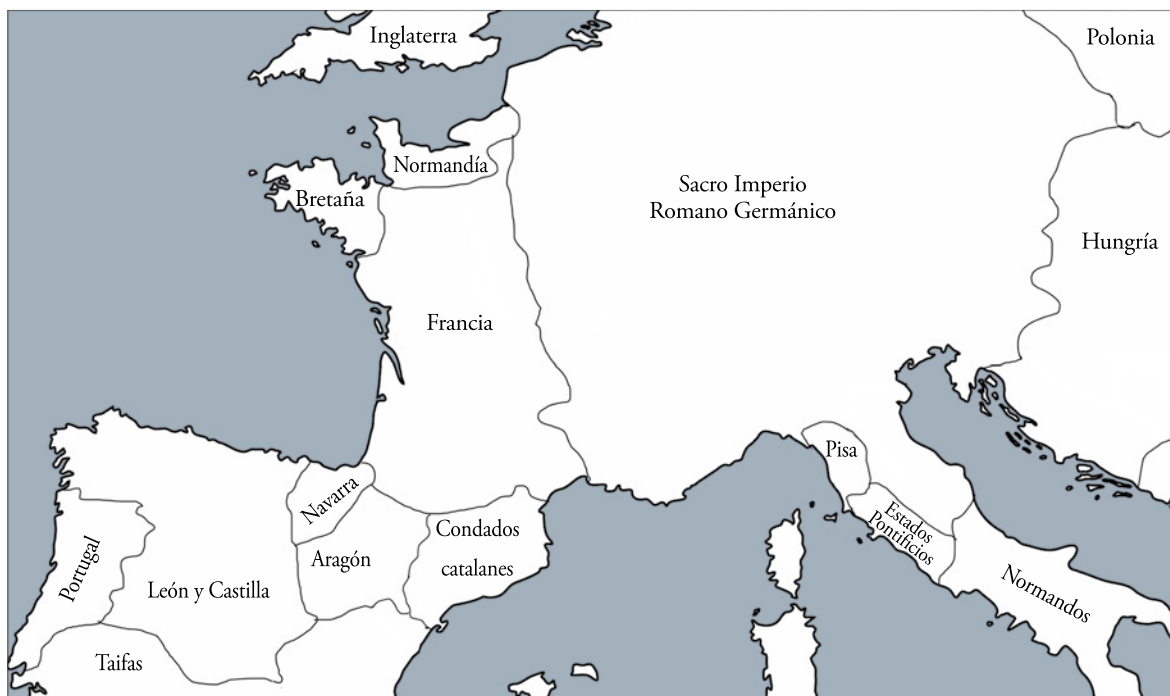 Inglaterra
Polonia
Normandía
Bretaña
Sacro Imperio
Romano Germánico
Hungría
Francia
Pisa
Navarra
Estados
Pontificios
Condados
catalanes
Aragón
Portugal
León y Castilla
Normandos
Taifas